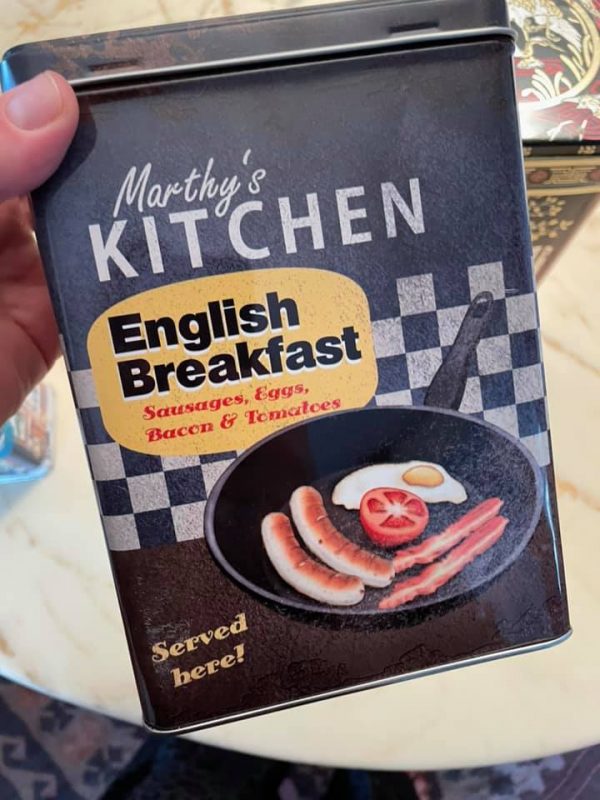 Marthy's
KITCHEN
English
Breakfast
Sausages, Eggs,
Bacon & Tomatoes
Served
here!